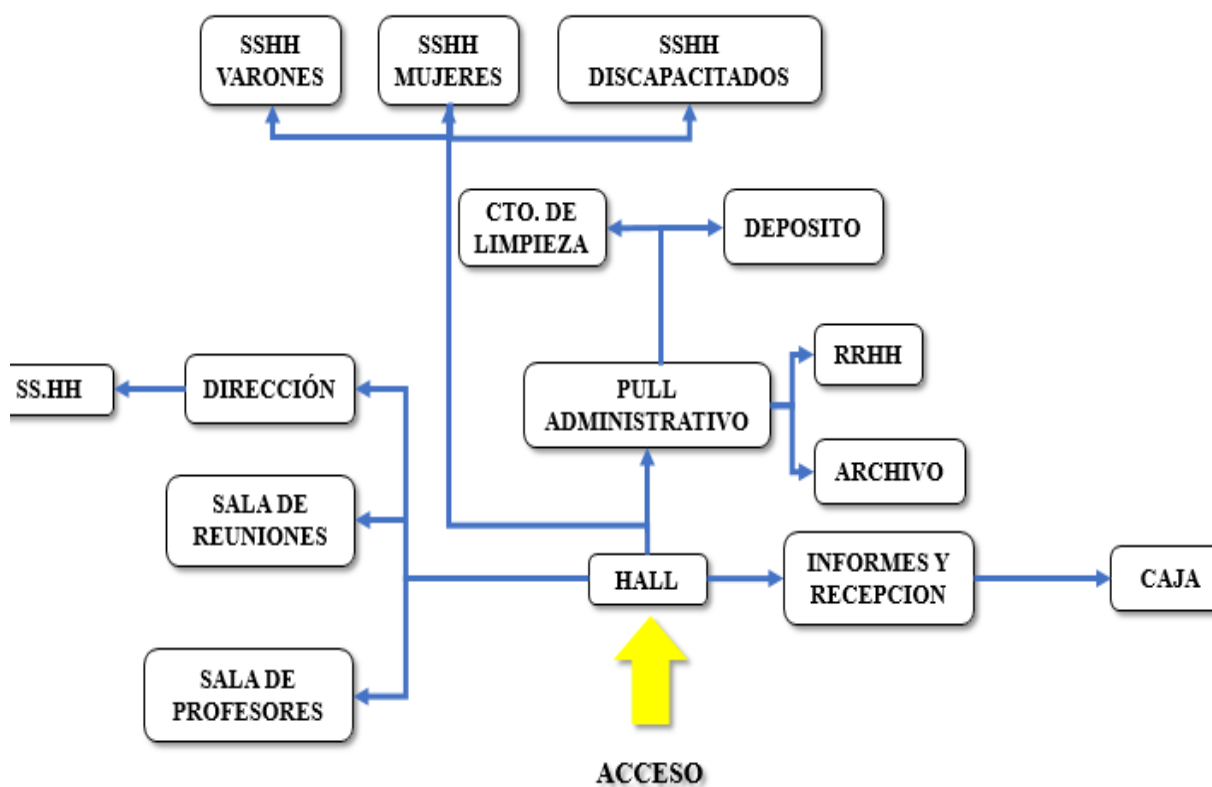 SSHH
VARONES
SSHH
MUJERES
SSHH
DISCAPACITADOS
CTO. DE
LIMPIEZA
DEPOSITO
RRHH
SS.HH
DIRECCIÓN
PULL
ADMINISTRATIVO
ARCHIVO
SALA DE
REUNIONES
HALL
INFORMES Y
RECEPCION
CAJA
SALA DE
PROFESORES
ACCESO